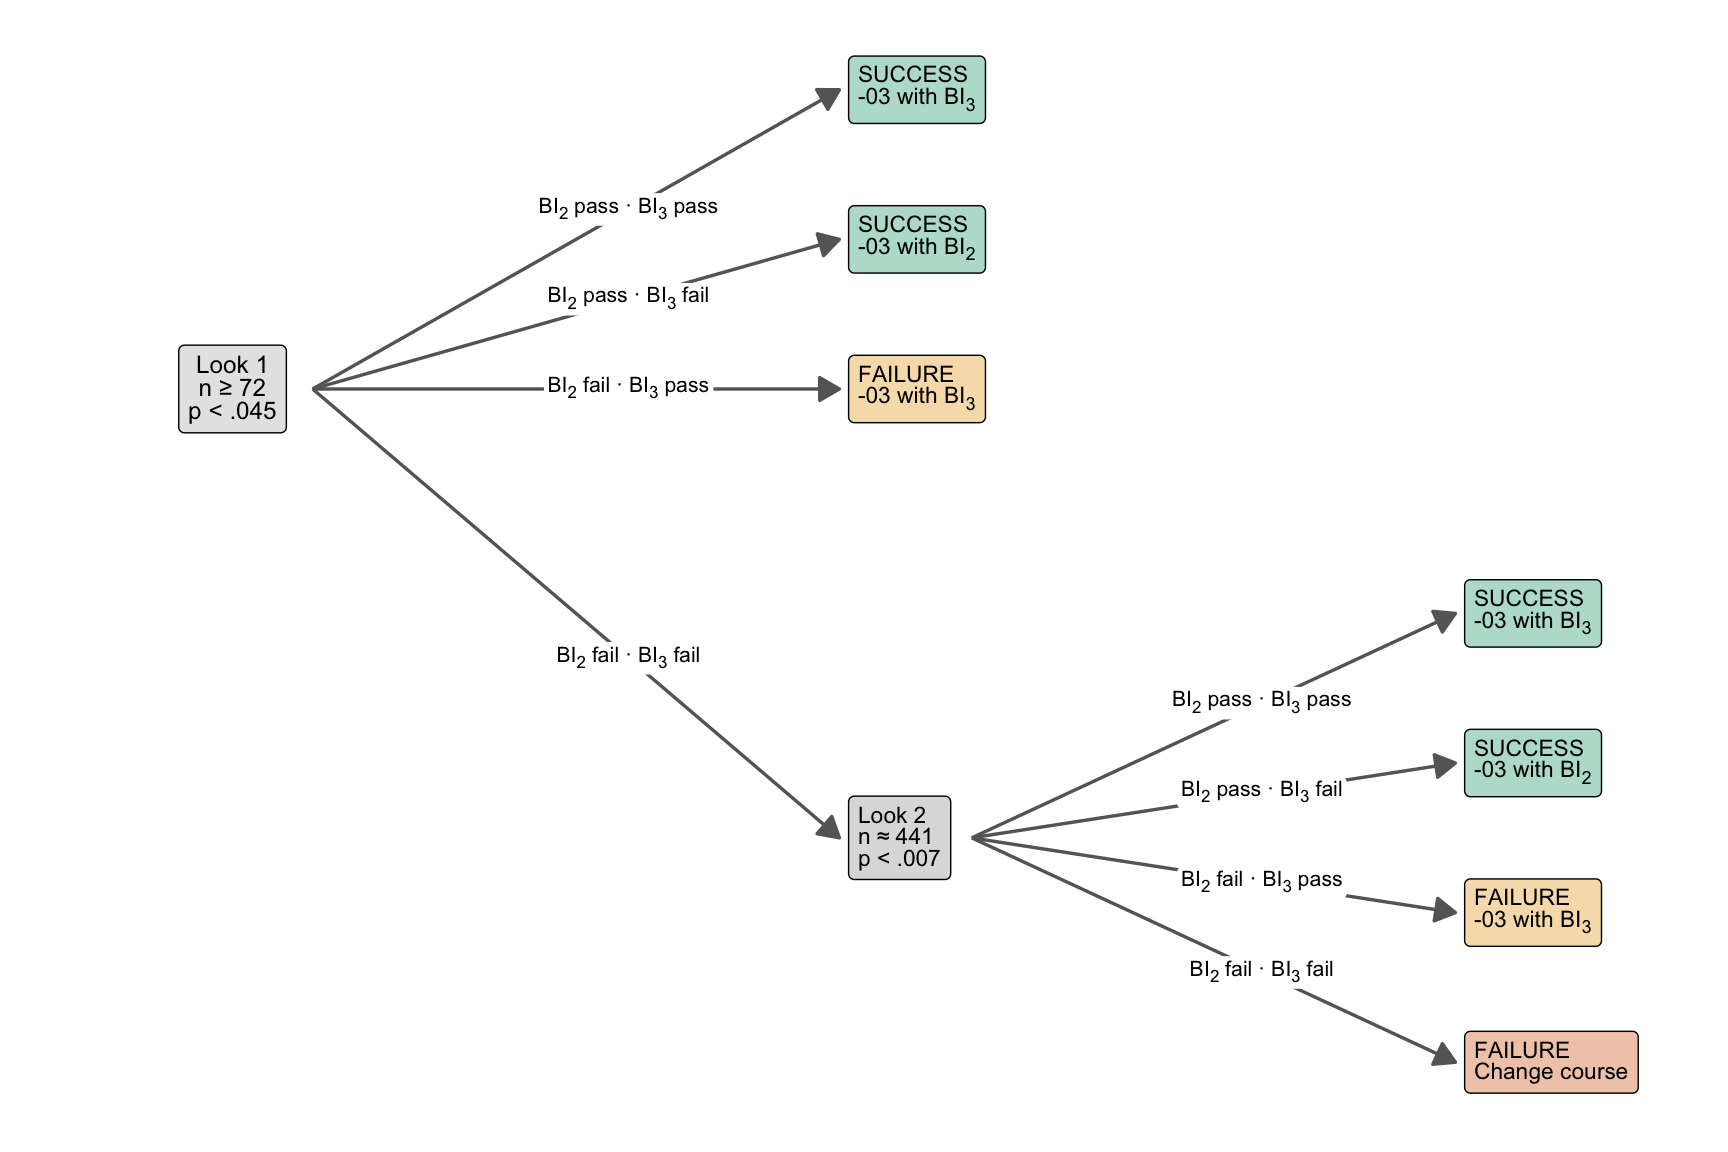 SUCCESS
-03 with BI₃
BI₂ pass · BI₃ pass
SUCCESS
-03 with BI₂
BI₂ pass · BI₃ fail
Look 1
n ≥ 72
p < .045
BI₂ fail · BI₃ pass
FAILURE
-03 with BI₃
BI₂ fail · BI₃ fail
Look 2
n ≈ 441
p < .007
SUCCESS
-03 with BI₃
BI₂ pass · BI₃ pass
SUCCESS
-03 with BI₂
BI₂ pass · BI₃ fail
BI₂ fail · BI₃ pass
FAILURE
-03 with BI₃
BI₂ fail · BI₃ fail
FAILURE
Change course